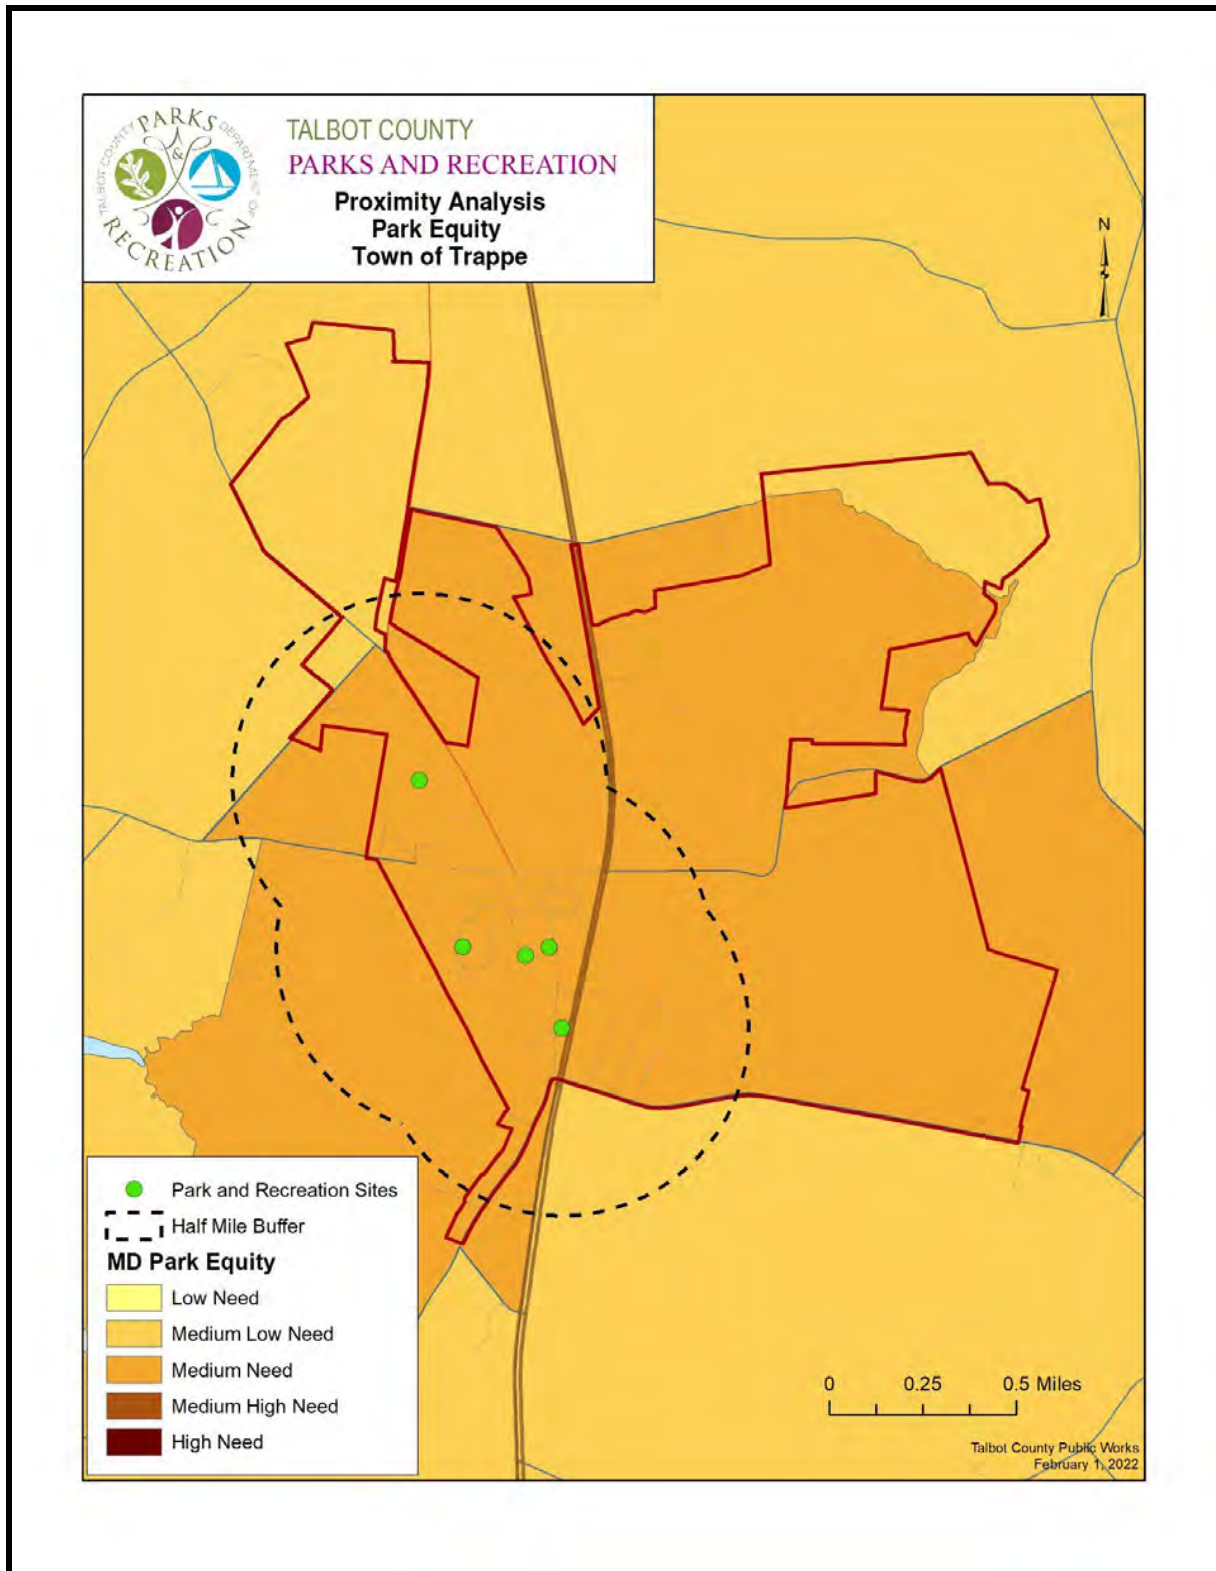 TALBOT COUNTY PARKS DEPARTMENT OF
&
RECREATION
TALBOT COUNTY
PARKS AND RECREATION
Proximity Analysis
Park Equity
Town of Trappe
N
Park and Recreation Sites
Half Mile Buffer
MD Park Equity
Low Need
Medium Low Need
Medium Need
Medium High Need
High Need
0 0.25 0.5 Miles
Talbot County Public Works
February 1, 2022